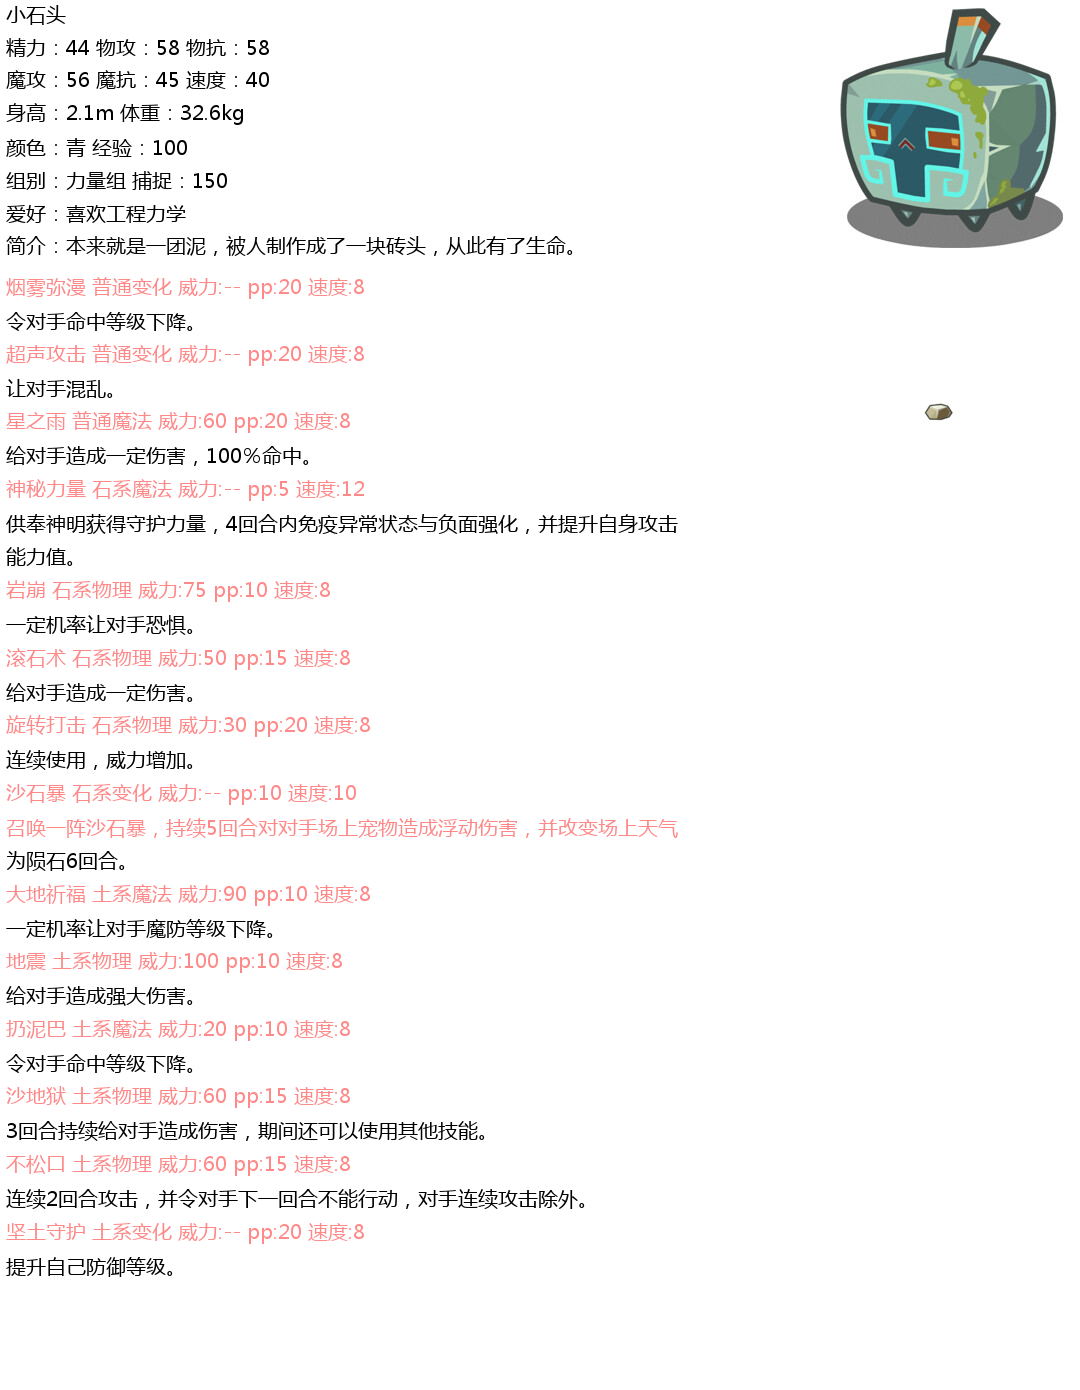 小石头
精力：44 物攻：58 物抗：58
魔攻：56 魔抗：45 速度：40
身高：2.1m 体重：32.6kg
颜色：青 经验：100
组别：力量组 捕捉：150
爱好：喜欢工程力学
简介：本来就是一团泥，被人制作成了一块砖头，从此有了生命。
烟雾弥漫 普通变化 威力:-- pp:20 速度:8
令对手命中等级下降。
超声攻击 普通变化 威力:-- pp:20 速度:8
让对手混乱。
星之雨 普通魔法 威力:60 pp:20 速度:8
给对手造成一定伤害，100%命中。
神秘力量 石系魔法 威力:-- pp:5 速度:12
供奉神明获得守护力量，4回合内免疫异常状态与负面强化，并提升自身攻击
能力值。
岩崩 石系物理 威力:75 pp:10 速度:8
一定机率让对手恐惧。
滚石术 石系物理 威力:50 pp:15 速度:8
给对手造成一定伤害。
旋转打击 石系物理 威力:30 pp:20 速度:8
连续使用，威力增加。
沙石暴 石系变化 威力:-- pp:10 速度:10
召唤一阵沙石暴，持续5回合对对手场上宠物造成浮动伤害，并改变场上天气
为陨石6回合。
大地祈福 土系魔法 威力:90 pp:10 速度:8
一定机率让对手魔防等级下降。
地震 土系物理 威力:100 pp:10 速度:8
给对手造成强大伤害。
扔泥巴 土系魔法 威力:20 pp:10 速度:8
令对手命中等级下降。
沙地狱 土系物理 威力:60 pp:15 速度:8
3回合持续给对手造成伤害，期间还可以使用其他技能。
不松口 土系物理 威力:60 pp:15 速度:8
连续2回合攻击，并令对手下一回合不能行动，对手连续攻击除外。
坚土守护 土系变化 威力:-- pp:20 速度:8
提升自己防御等级。